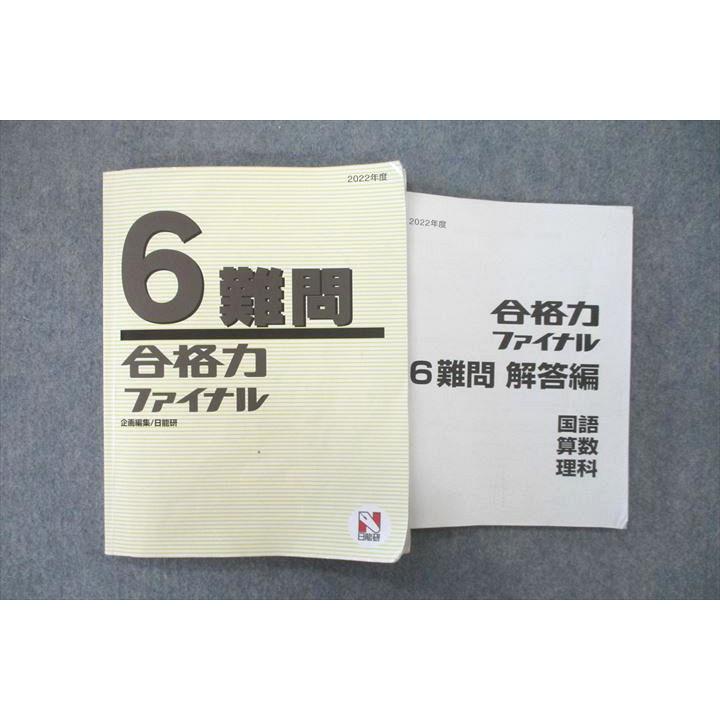 2022年度
6 難問
合格力
ファイナル
企画編集/日能研
日能研
2022年度
合格力
ファイナル
6難問 解答編
国語
算数
理科